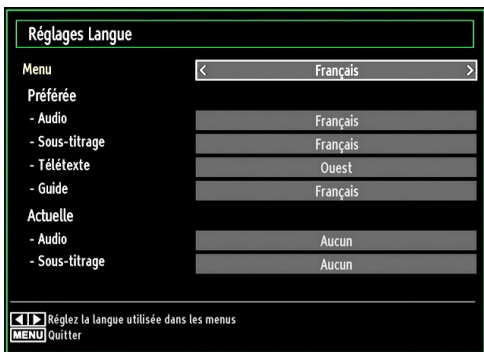 Réglages Langue
Menu < Français >
Préférée
- Audio Français
- Sous-titrage Français
- Télétexte Ouest
- Guide Français
Actuelle
- Audio Aucun
- Sous-titrage Aucun
Réglez la langue utilisée dans les menus
MENU Quitter